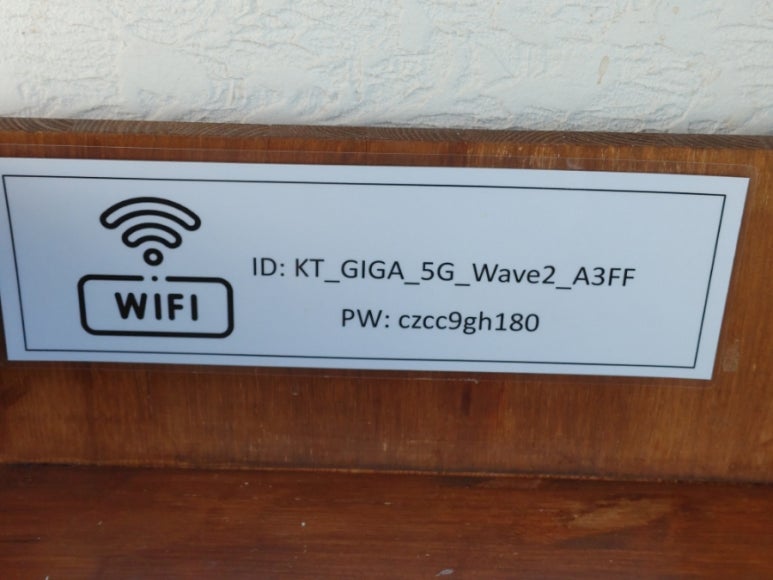 WIFI
ID: KT_GIGA_5G_Wave2_A3FF
PW: czcc9gh180